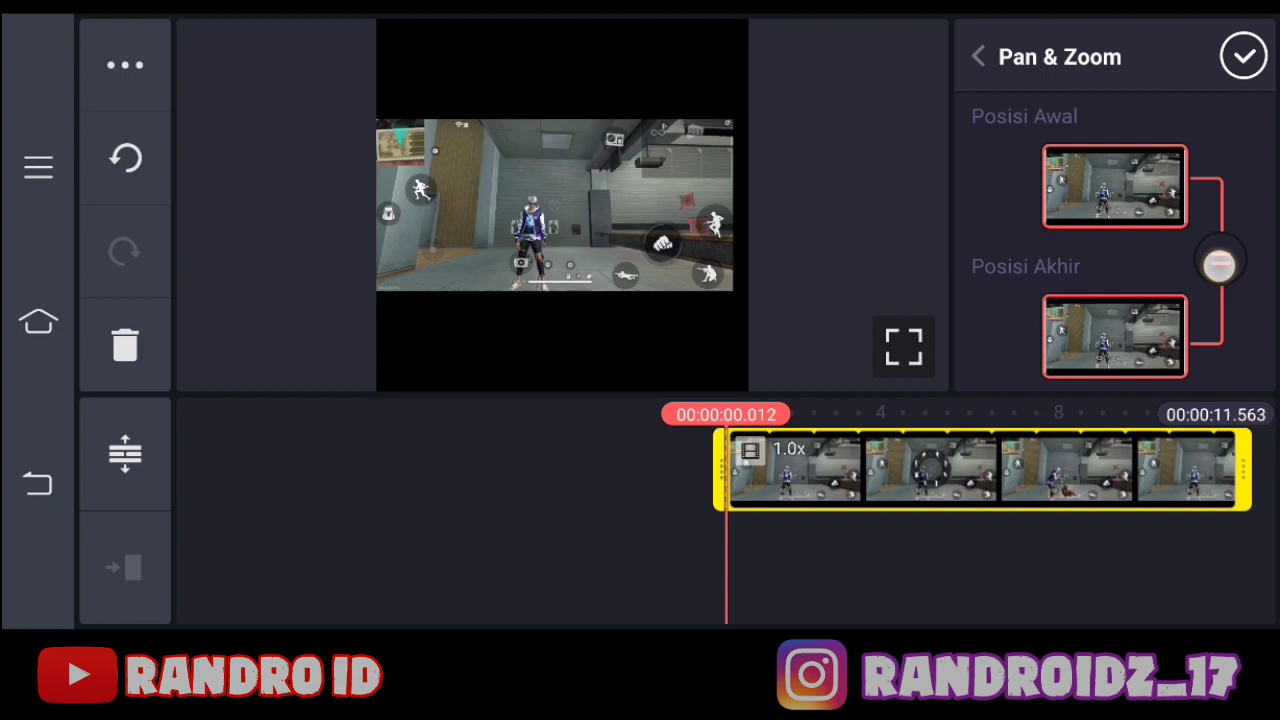 Pan & Zoom
Posisi Awal
Posisi Akhir
00:00:00.012
4
8
00:00:11.563
1.0x
RANDRO ID
RANDROIDZ_17